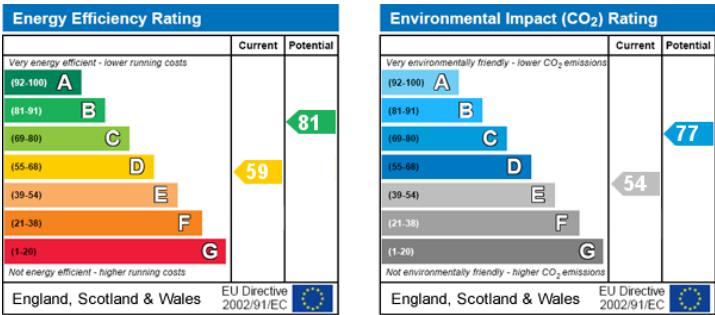 Energy Efficiency Rating
Current Potential
Very energy efficient - lower running costs
(92-100) A
(81-91) B
(69-80) C
(55-68) D
(39-54) E
(21-38) F
(1-20) G
59
81
Not energy efficient - higher running costs
England, Scotland & Wales
EU Directive
2002/91/EC
Environmental Impact (CO₂) Rating
Current Potential
Very environmentally friendly - lower CO₂ emissions
(92-100) A
(81-91) B
(69-80) C
(55-68) D
(39-54) E
(21-38) F
(1-20) G
54
77
Not environmentally friendly - higher CO₂ emissions
England, Scotland & Wales
EU Directive
2002/91/EC